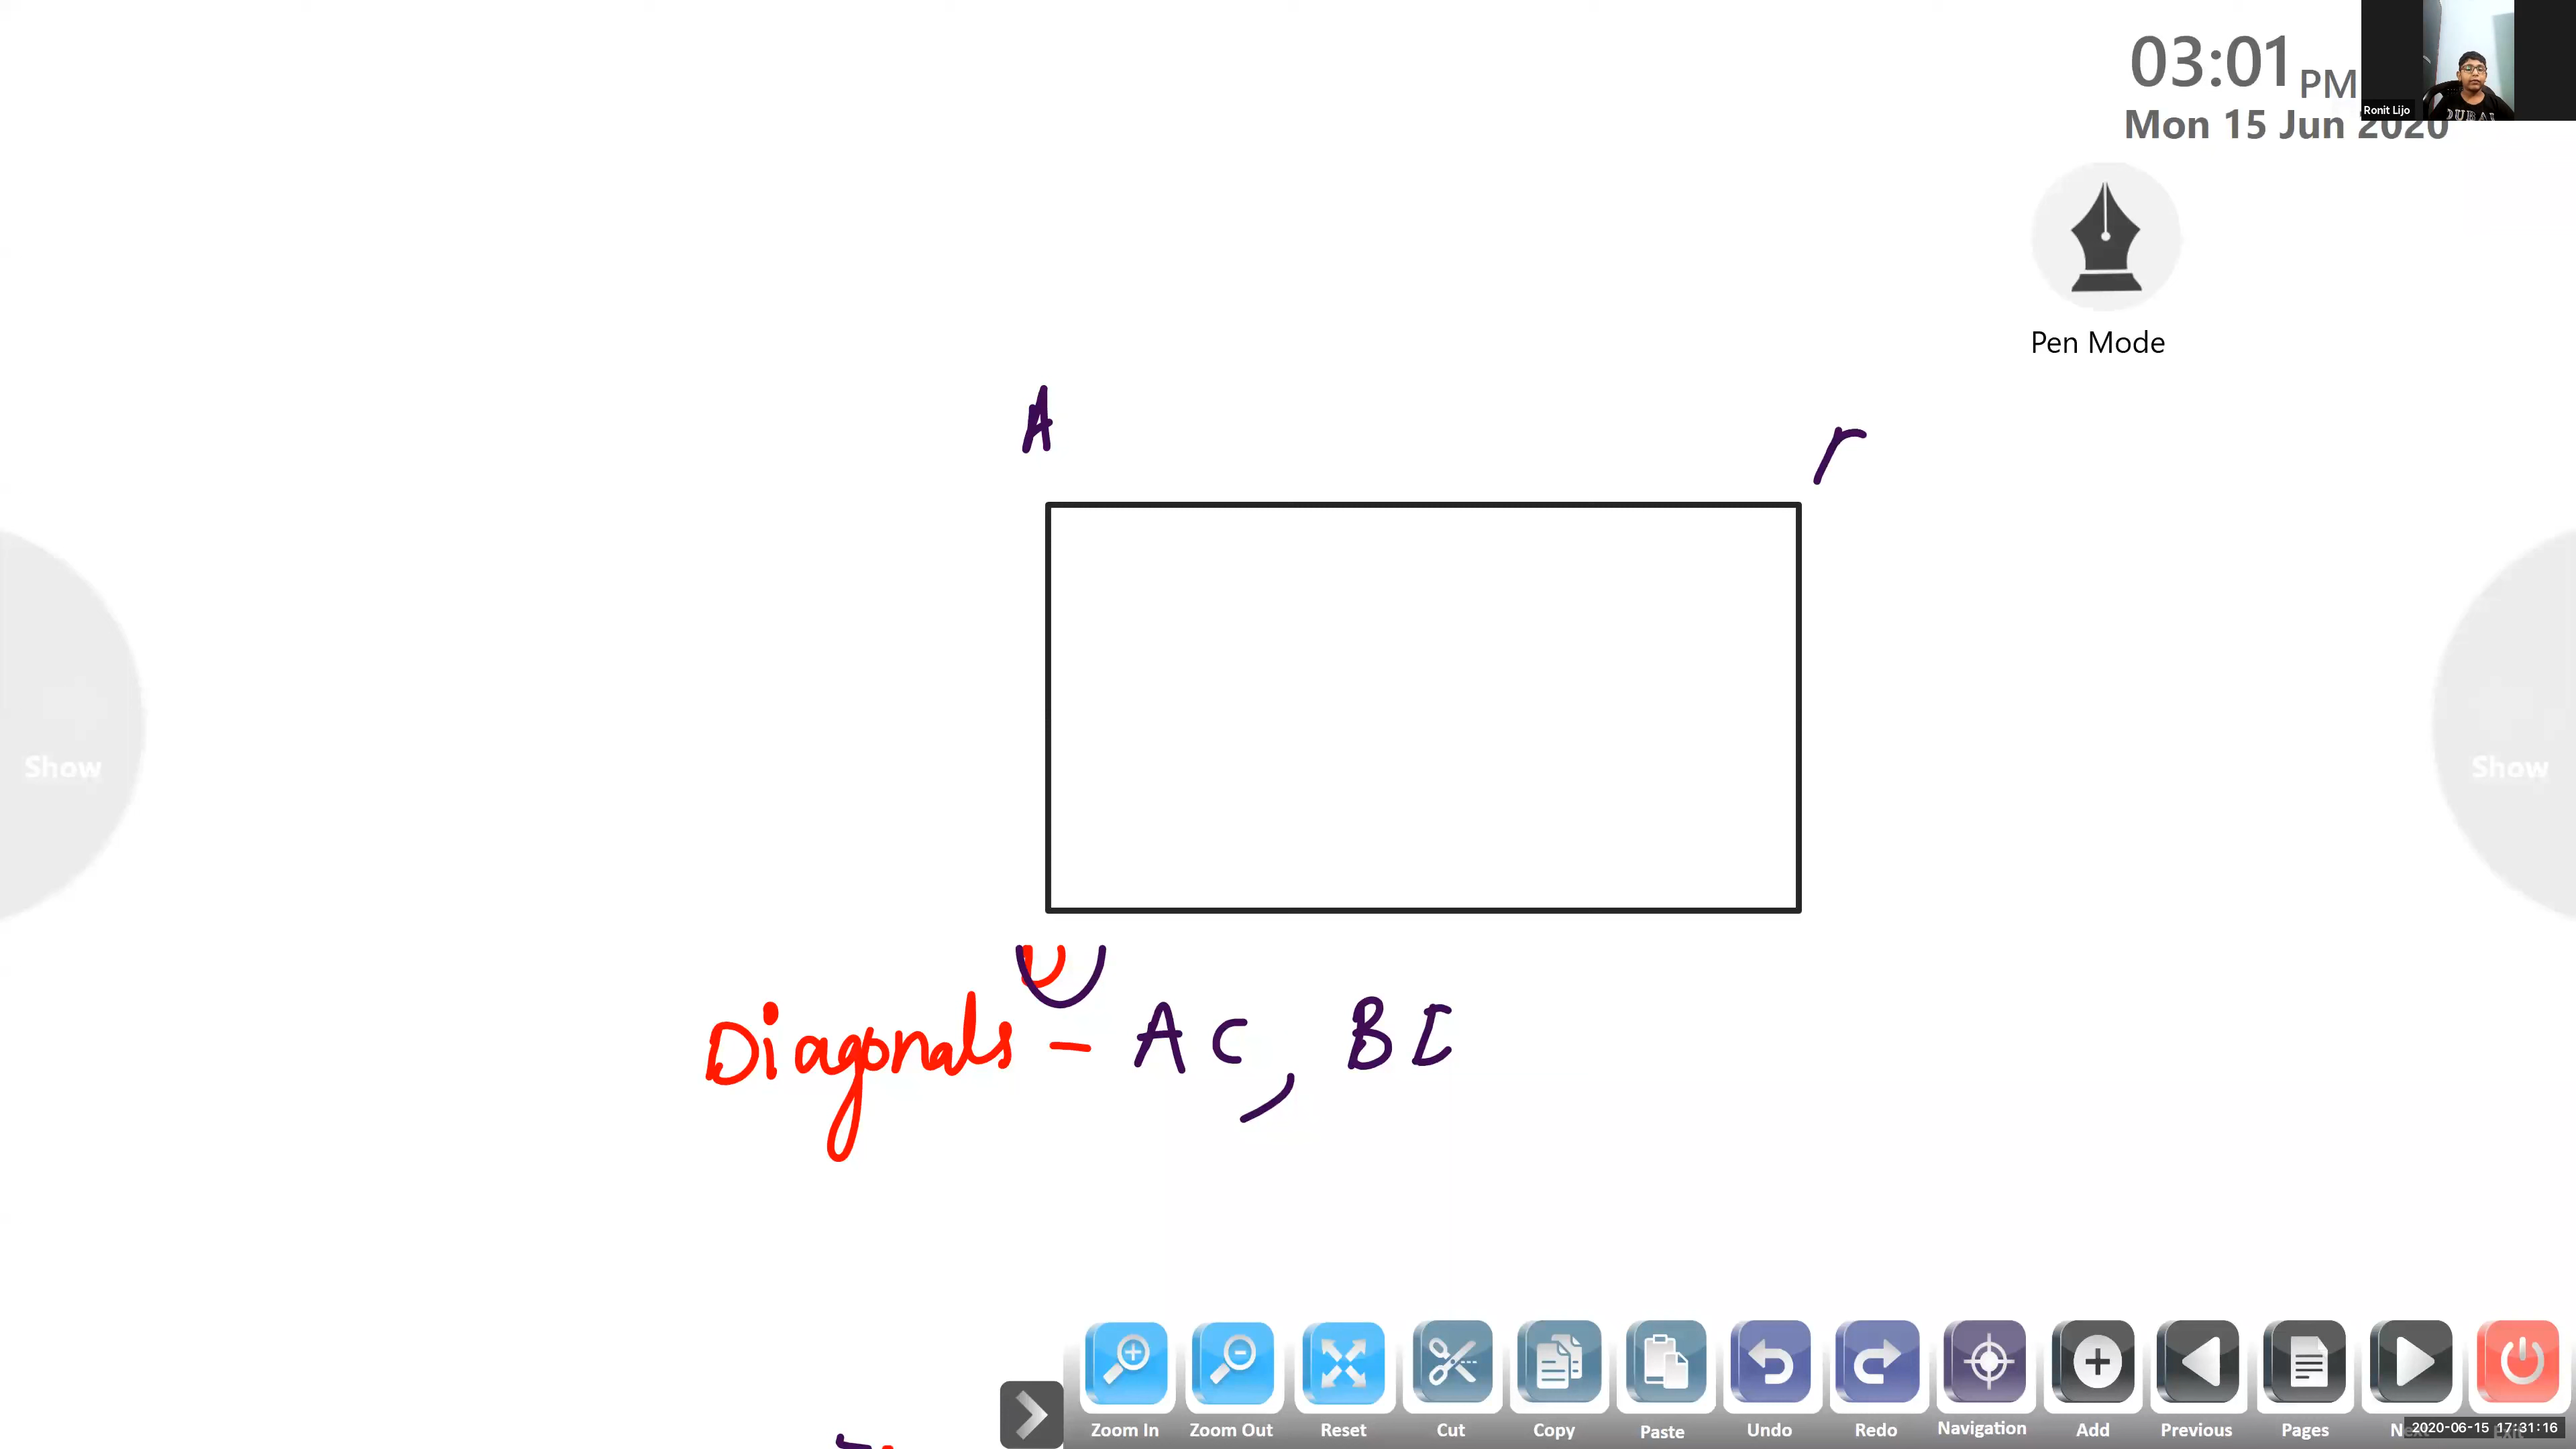 03:01 PM
Ronit Lijo
Mon 15 Jun 2020
Pen Mode
A
Show
Show
Diagonals - AC, B
Zoom In Zoom Out Reset Cut Copy Paste Undo Redo Navigation Add Previous Pages
2020-06-15 17:31:16